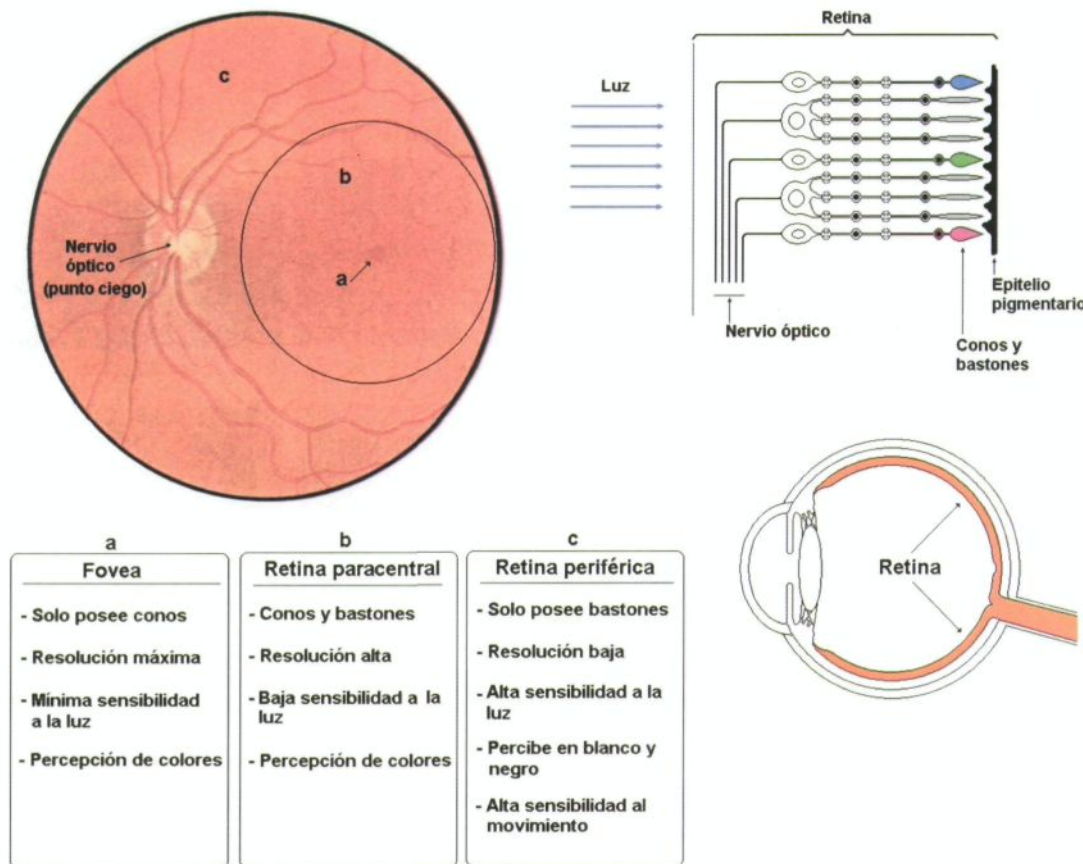 c
b
a
Nervio
óptico
(punto ciego)
Retina
Luz
Nervio óptico
Epitelio
pigmentario
Conos y
bastones
Retina
a
Fovea
- Solo posee conos
- Resolución máxima
- Mínima sensibilidad
a la luz
- Percepción de colores
b
Retina paracentral
- Conos y bastones
- Resolución alta
- Baja sensibilidad a la
luz
- Percepción de colores
c
Retina periférica
- Solo posee bastones
- Resolución baja
- Alta sensibilidad a la
luz
- Percibe en blanco y
negro
- Alta sensibilidad al
movimiento